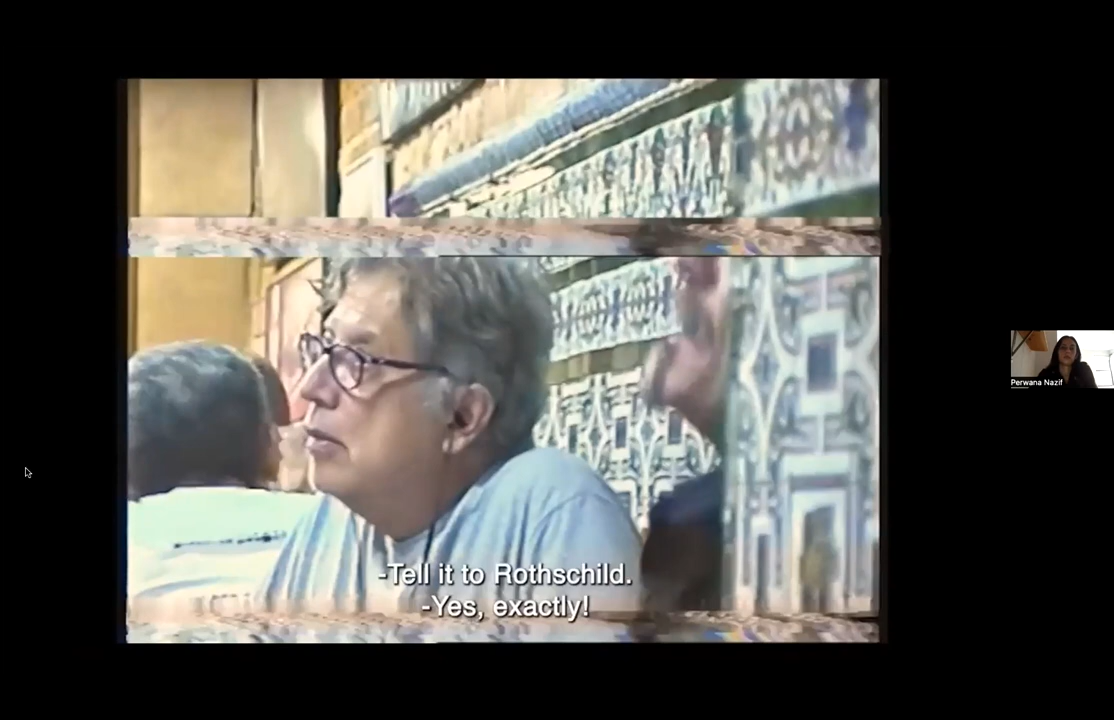 -Tell it to Rothschild.
-Yes, exactly!
Perwana Nazif